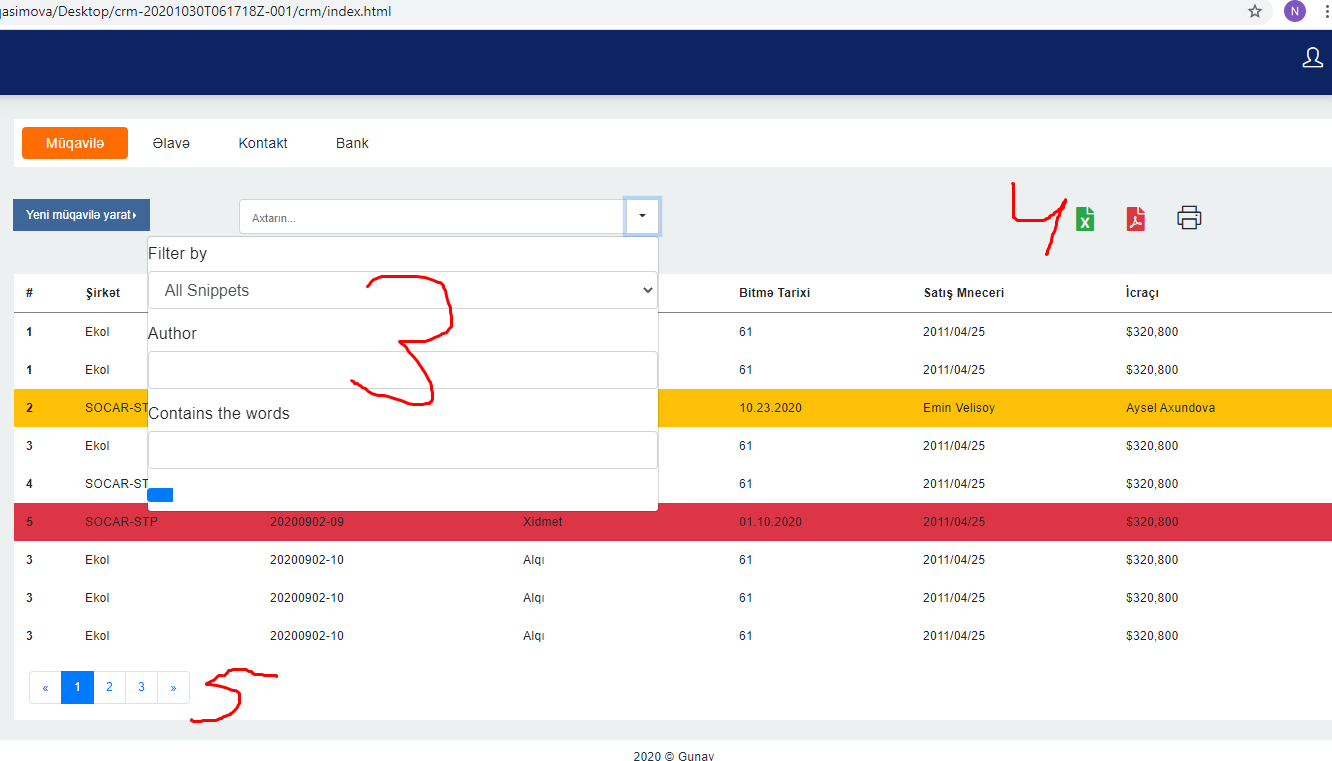 qasimova/Desktop/crm-20201030T061718Z-001/crm/index.html
N
Müqavilə Əlavə Kontakt Bank
Yeni müqavilə yarat Axtarın... 4
Filter by
All Snippets
3
Author
Contains the words
# Şirkət Bitmə Tarixi Satış Mneceri İcraçı
1 Ekol 61 2011/04/25 $320,800
1 Ekol 61 2011/04/25 $320,800
2 SOCAR-ST 10.23.2020 Emin Velisoy Aysel Axundova
3 Ekol 61 2011/04/25 $320,800
4 SOCAR-ST 61 2011/04/25 $320,800
5 SOCAR-STP 20200902-09 Xidmet 01.10.2020 2011/04/25 $320,800
3 Ekol 20200902-10 Alqı 61 2011/04/25 $320,800
3 Ekol 20200902-10 Alqı 61 2011/04/25 $320,800
3 Ekol 20200902-10 Alqı 61 2011/04/25 $320,800
« 1 2 3 » 5
2020 © Gunav